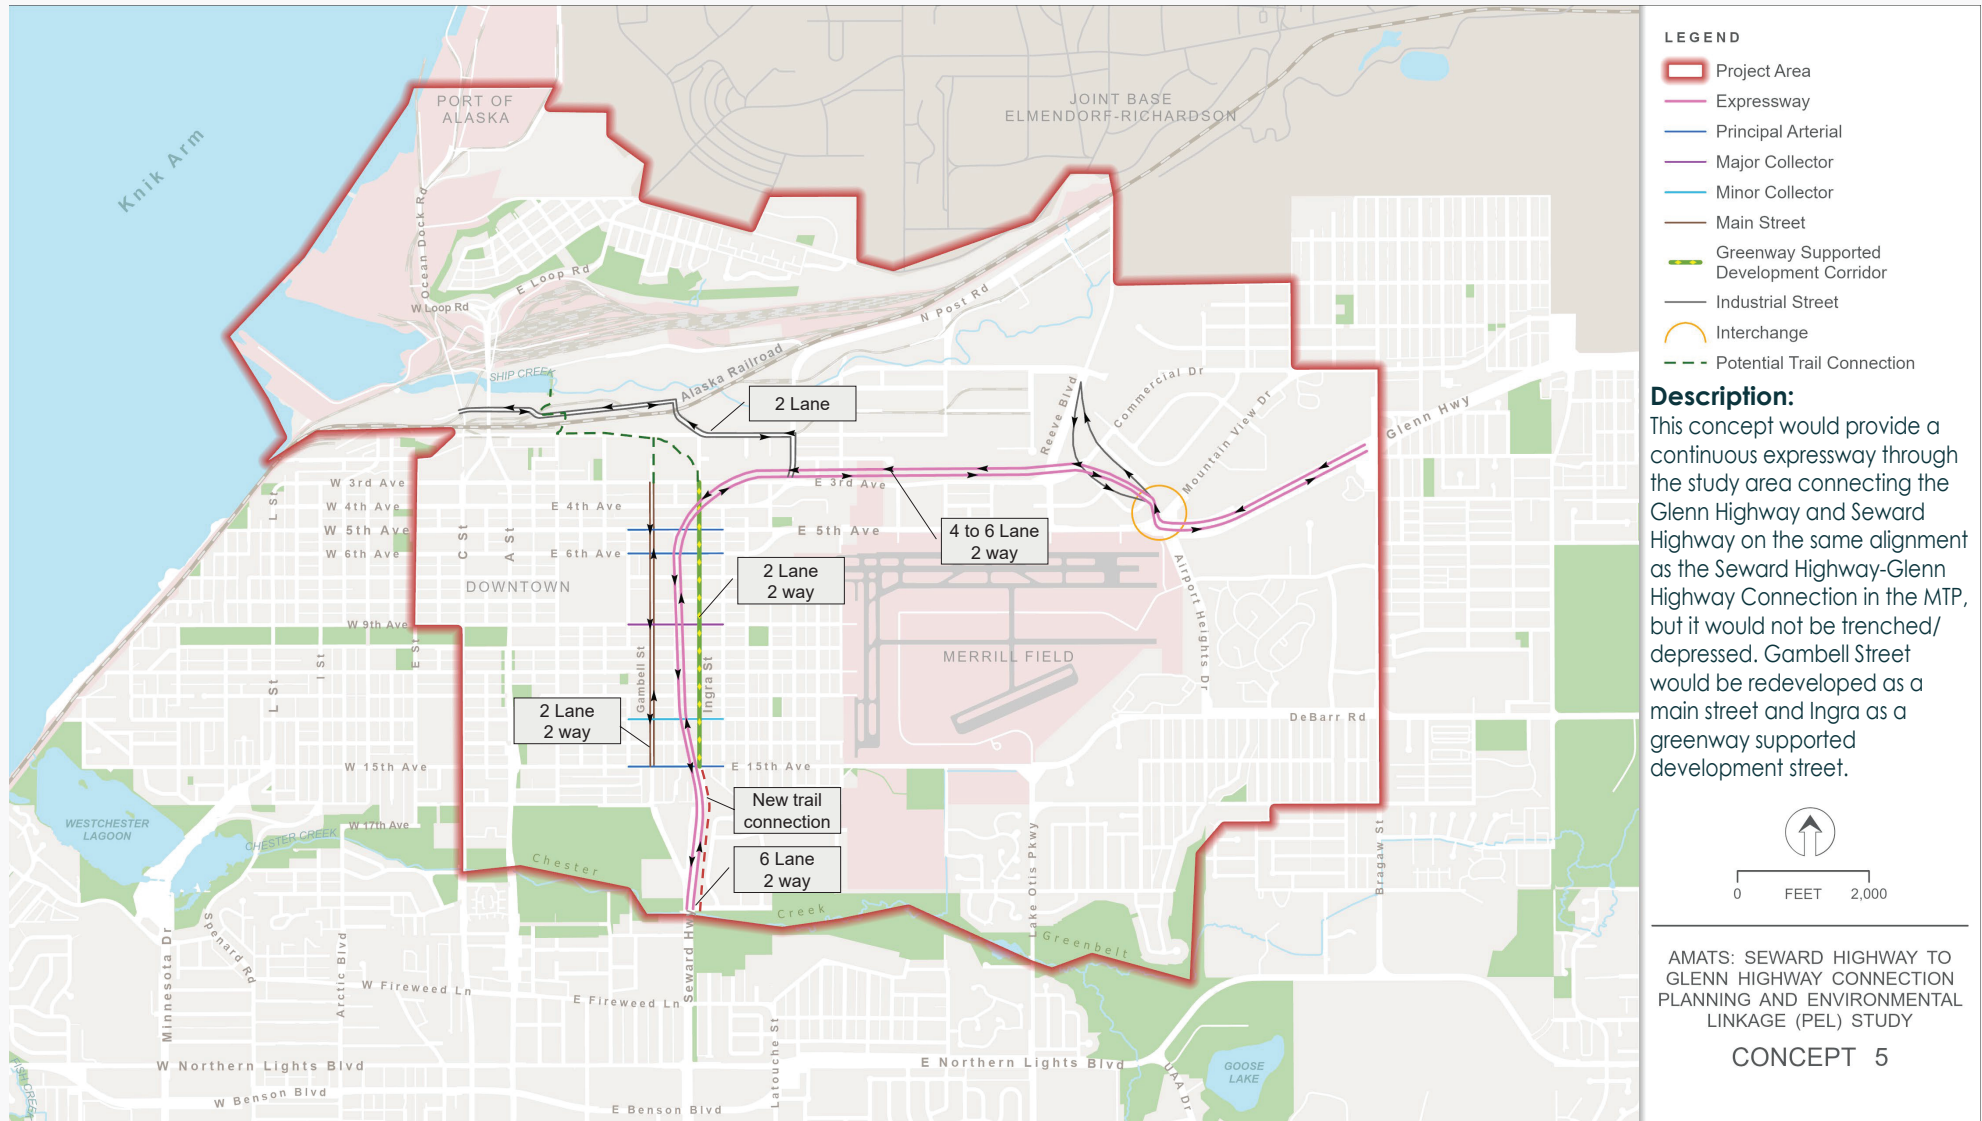 PORT OF
ALASKA
JOINT BASE
ELMENDORF-RICHARDSON
Knik Arm
Ocean Dock Rd
E Loop Rd
W Loop Rd
N Post Rd
SHIP CREEK
Alaska Railroad
2 Lane
Reeve Blvd
Commercial Dr
Mountain View Dr
Glenn Hwy
W 3rd Ave
E 3rd Ave
L St
W 4th Ave
E 4th Ave
W 5th Ave
E 5th Ave
W 6th Ave
E 6th Ave
C St
A St
4 to 6 Lane
2 way
DOWNTOWN
2 Lane
2 way
Airport Heights Dr
W 9th Ave
E St
I St
L St
Gambell St
Ingra St
MERRILL FIELD
2 Lane
2 way
DeBarr Rd
W 15th Ave
E 15th Ave
New trail
connection
WESTCHESTER
LAGOON
CHESTER CREEK
W 17th Ave
Chester
Creek
Greenbelt
6 Lane
2 way
Lake Otis Pkwy
Bragaw St
Minnesota Dr
Spenard Rd
Arctic Blvd
W Fireweed Ln
E Fireweed Ln
Seward Hwy
Latouche St
W Northern Lights Blvd
E Northern Lights Blvd
W Benson Blvd
E Benson Blvd
UAA Dr
GOOSE
LAKE
FISH CREEK
LEGEND
Project Area
Expressway
Principal Arterial
Major Collector
Minor Collector
Main Street
Greenway Supported
Development Corridor
Industrial Street
Interchange
Potential Trail Connection
Description:
This concept would provide a
continuous expressway through
the study area connecting the
Glenn Highway and Seward
Highway on the same alignment
as the Seward Highway-Glenn
Highway Connection in the MTP,
but it would not be trenched/
depressed. Gambell Street
would be redeveloped as a
main street and Ingra as a
greenway supported
development street.
0 FEET 2,000
AMATS: SEWARD HIGHWAY TO
GLENN HIGHWAY CONNECTION
PLANNING AND ENVIRONMENTAL
LINKAGE (PEL) STUDY
CONCEPT 5